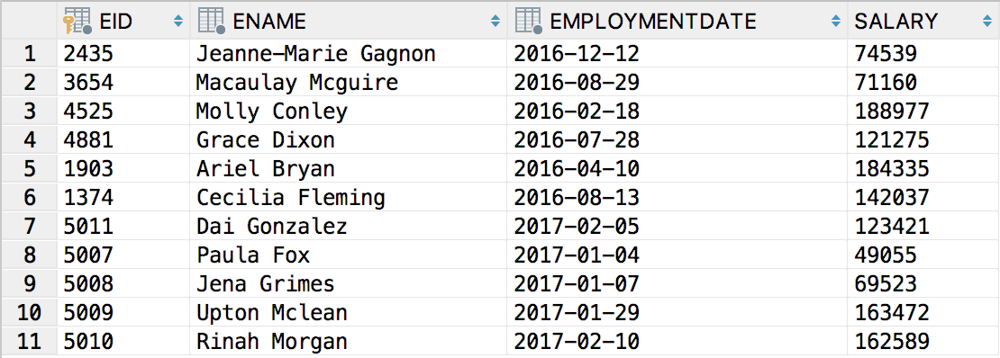 EID ENAME EMPLOYMENTDATE SALARY
1 2435 Jeanne-Marie Gagnon 2016-12-12 74539
2 3654 Macaulay Mcguire 2016-08-29 71160
3 4525 Molly Conley 2016-02-18 188977
4 4881 Grace Dixon 2016-07-28 121275
5 1903 Ariel Bryan 2016-04-10 184335
6 1374 Cecilia Fleming 2016-08-13 142037
7 5011 Dai Gonzalez 2017-02-05 123421
8 5007 Paula Fox 2017-01-04 49055
9 5008 Jena Grimes 2017-01-07 69523
10 5009 Upton Mclean 2017-01-29 163472
11 5010 Rinah Morgan 2017-02-10 162589